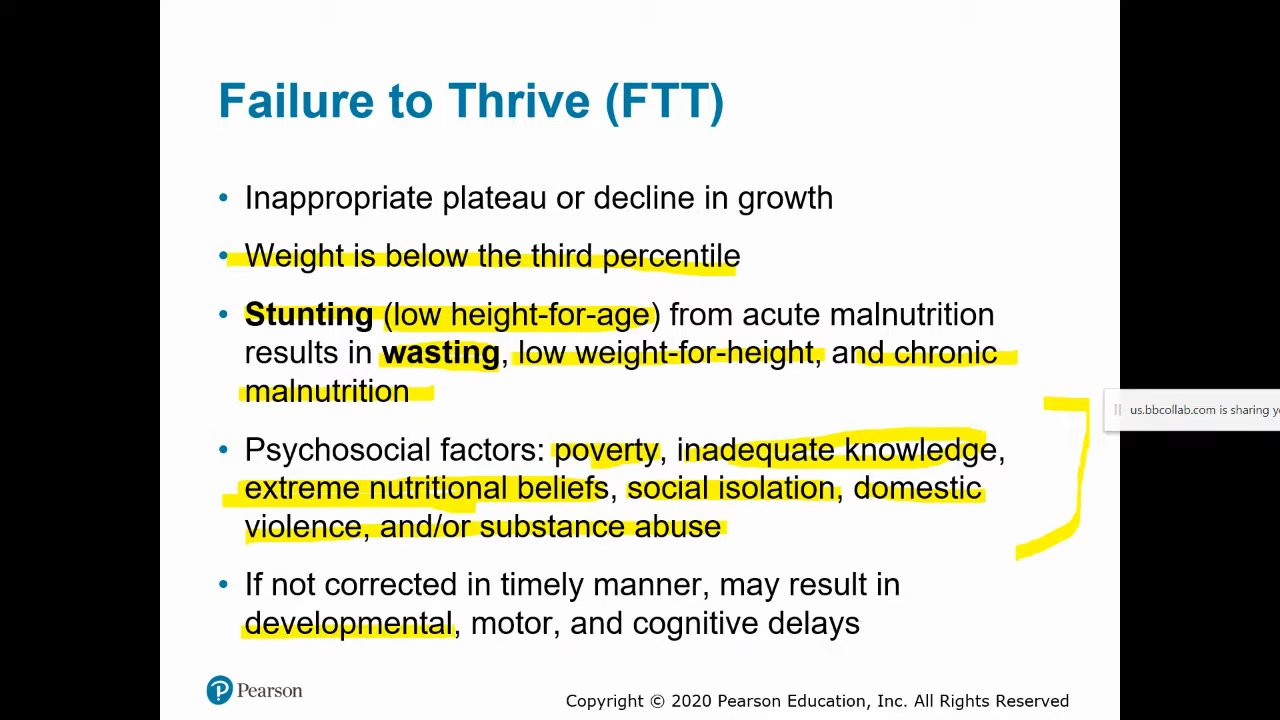 Failure to Thrive (FTT)
• Inappropriate plateau or decline in growth
• Weight is below the third percentile
• Stunting (low height-for-age) from acute malnutrition
results in wasting, low weight-for-height, and chronic
malnutrition
us.bbcollab.com is sharing
• Psychosocial factors: poverty, inadequate knowledge,
extreme nutritional beliefs, social isolation, domestic
violence, and/or substance abuse
• If not corrected in timely manner, may result in
developmental, motor, and cognitive delays
Pearson
Copyright © 2020 Pearson Education, Inc. All Rights Reserved